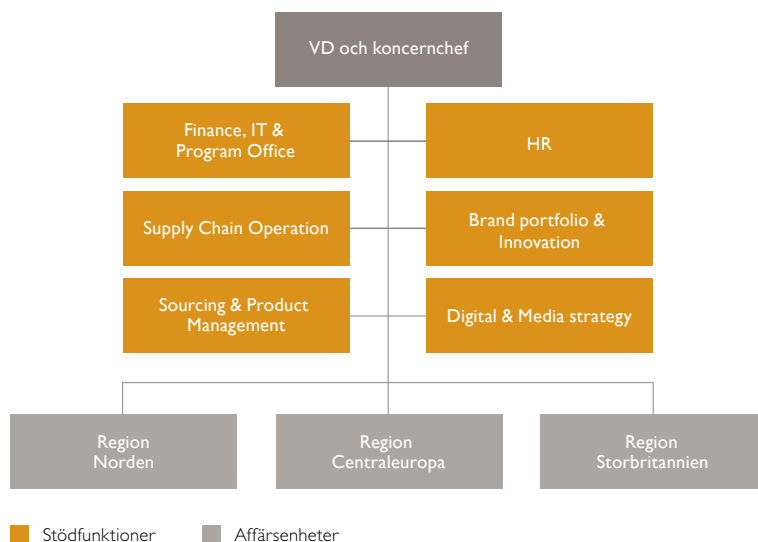 VD och koncernchef
Finance, IT &
Program Office
HR
Supply Chain Operation
Brand portfolio &
Innovation
Sourcing & Product
Management
Digital & Media strategy
Region
Norden
Region
Centraleuropa
Region
Storbritannien
Stödfunktioner
Affärsenheter